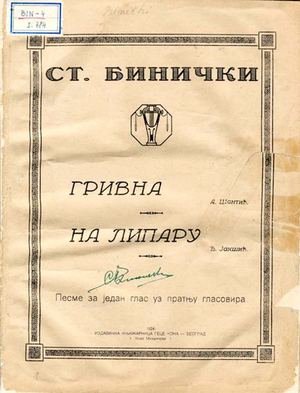 BIN-4
СТ. БИНИЧКИ
ГРИВНА
А. Шантић.
НА ЛИПАРУ
Ђ. Јакшић.
Песме за један глас уз пратњу гласовира
ИЗДАВАЧКА КЊИЖАРНИЦА ГЕЦЕ КОНА — БЕОГРАД